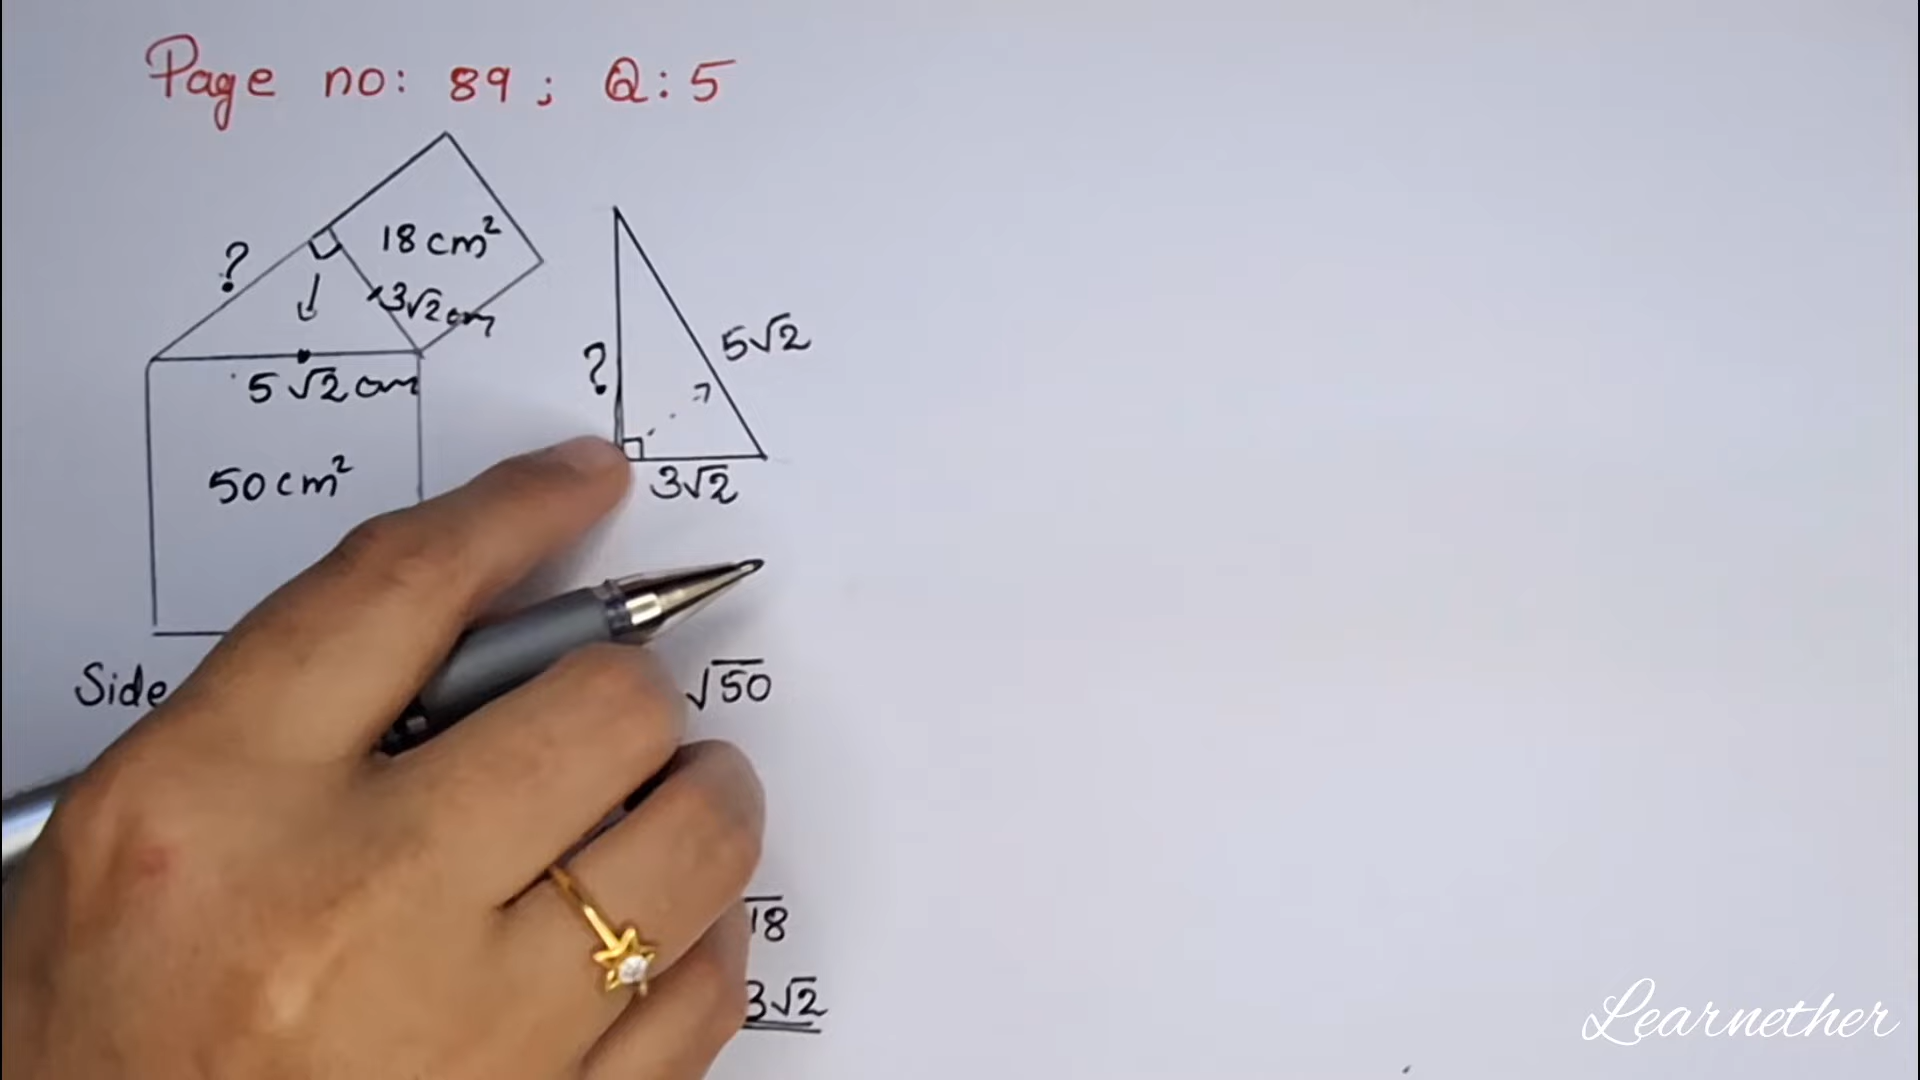 Page no: 89 ; Q: 5
18 cm²
?
3√2 cm
5 √2 cm
50 cm²
5√2
?
3√2
Side
√50
18
3√2
Learnether